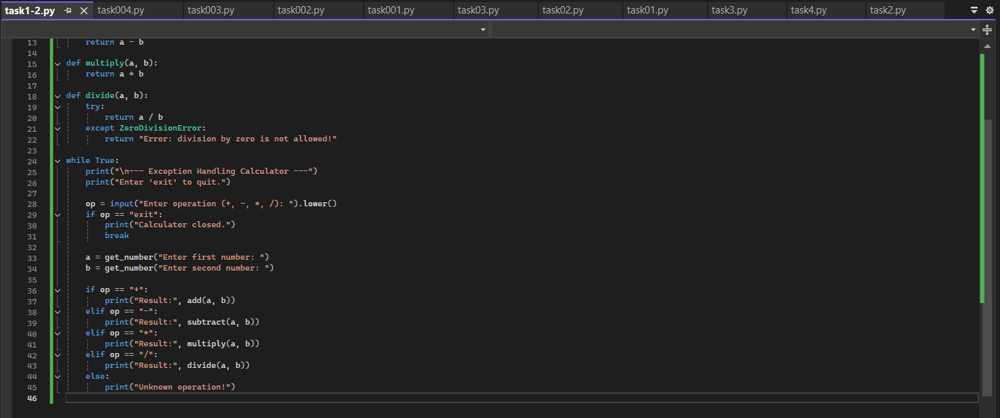 task1-2.py task004.py task003.py task002.py task001.py task03.py task02.py task01.py task3.py task4.py task2.py
13 return a - b
14
15 def multiply(a, b):
16 return a * b
17
18 def divide(a, b):
19 try:
20 return a / b
21 except ZeroDivisionError:
22 return "Error: division by zero is not allowed!"
23
24 while True:
25 print("\n--- Exception Handling Calculator ---")
26 print("Enter 'exit' to quit.")
27
28 op = input("Enter operation (+, -, *, /): ").lower()
29 if op == "exit":
30 print("Calculator closed.")
31 break
32
33 a = get_number("Enter first number: ")
34 b = get_number("Enter second number: ")
35
36 if op == "+":
37 print("Result:", add(a, b))
38 elif op == "-":
39 print("Result:", subtract(a, b))
40 elif op == "*":
41 print("Result:", multiply(a, b))
42 elif op == "/":
43 print("Result:", divide(a, b))
44 else:
45 print("Unknown operation!")
46